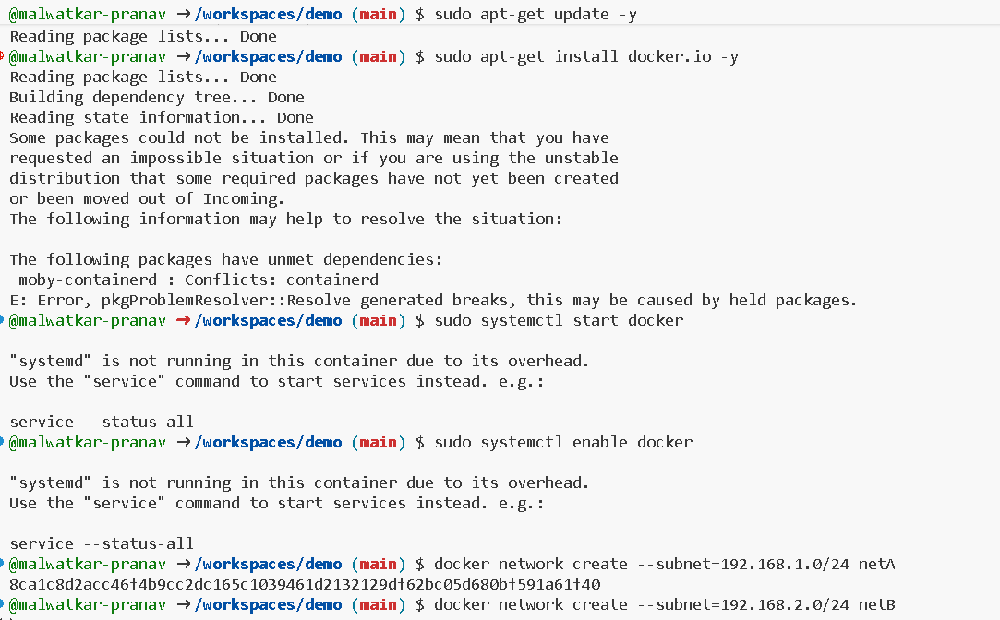 @malwatkar-pranav →/workspaces/demo (main) $ sudo apt-get update -y
Reading package lists... Done
@malwatkar-pranav →/workspaces/demo (main) $ sudo apt-get install docker.io -y
Reading package lists... Done
Building dependency tree... Done
Reading state information... Done
Some packages could not be installed. This may mean that you have
requested an impossible situation or if you are using the unstable
distribution that some required packages have not yet been created
or been moved out of Incoming.
The following information may help to resolve the situation:

The following packages have unmet dependencies:
 moby-containerd : Conflicts: containerd
E: Error, pkgProblemResolver::Resolve generated breaks, this may be caused by held packages.
@malwatkar-pranav →/workspaces/demo (main) $ sudo systemctl start docker

"systemd" is not running in this container due to its overhead.
Use the "service" command to start services instead. e.g.:

service --status-all
@malwatkar-pranav →/workspaces/demo (main) $ sudo systemctl enable docker

"systemd" is not running in this container due to its overhead.
Use the "service" command to start services instead. e.g.:

service --status-all
@malwatkar-pranav →/workspaces/demo (main) $ docker network create --subnet=192.168.1.0/24 netA
8ca1c8d2acc46f4b9cc2dc165c1039461d2132129df62bc05d680bf591a61f40
@malwatkar-pranav →/workspaces/demo (main) $ docker network create --subnet=192.168.2.0/24 netB